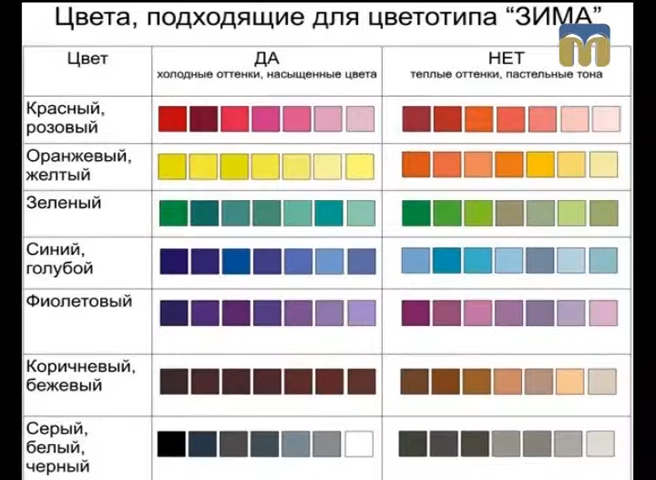 Цвета, подходящие для цветотипа “ЗИМА”
Цвет
ДА
холодные оттенки, насыщенные цвета
НЕТ
теплые оттенки, пастельные тона
Красный,
розовый
Оранжевый,
желтый
Зеленый
Синий,
голубой
Фиолетовый
Коричневый,
бежевый
Серый,
белый,
черный